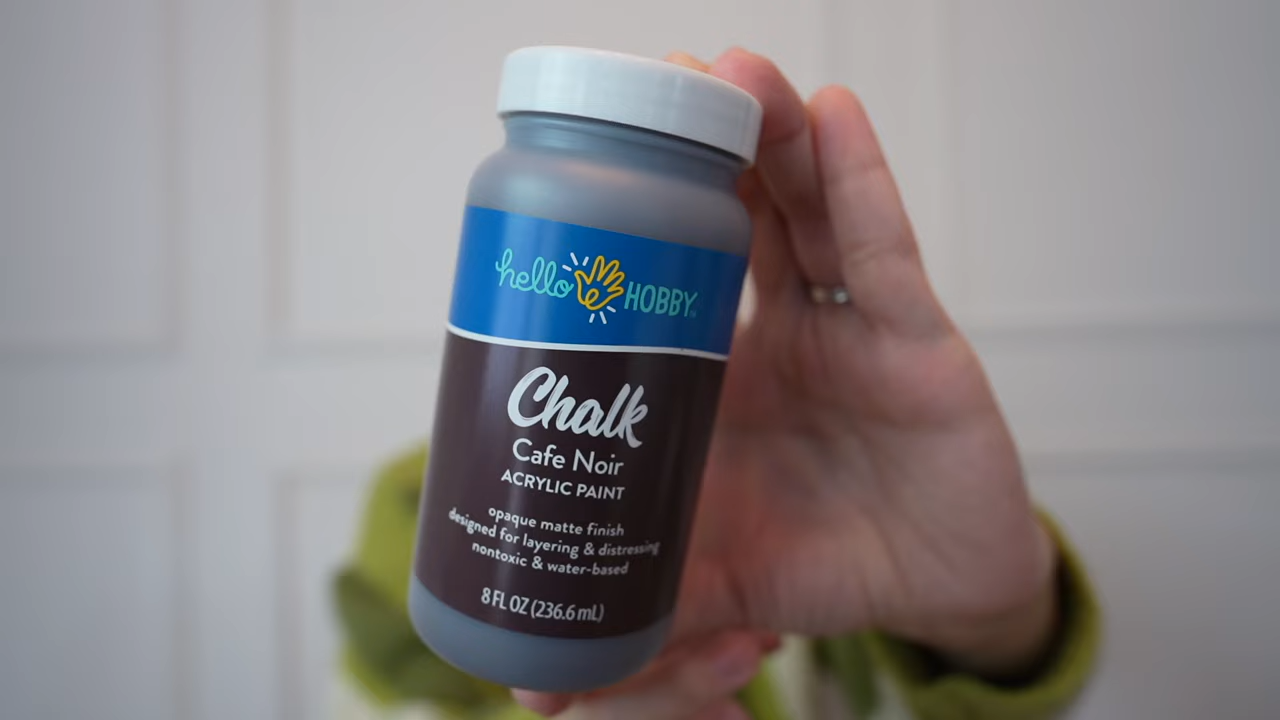 hello HOBBY
Chalk
Cafe Noir
ACRYLIC PAINT
opaque matte finish
designed for layering & distressing
nontoxic & water-based
8 FL OZ (236.6 mL)